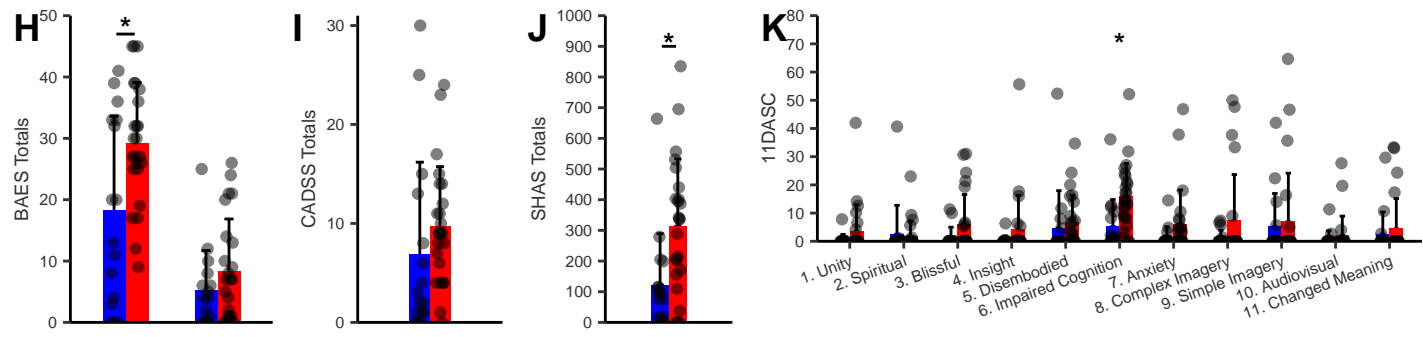 H
BAES Totals
50
40
30
20
10
0
*
I
CADSS Totals
30
20
10
0
J
SHAS Totals
1000
900
800
700
600
500
400
300
200
100
0
*
K
11DASC
80
70
60
50
40
30
20
10
0
*
1. Unity
2. Spiritual
3. Blissful
4. Insight
5. Disembodied
6. Impaired Cognition
7. Anxiety
8. Complex Imagery
9. Simple Imagery
10. Audiovisual
11. Changed Meaning